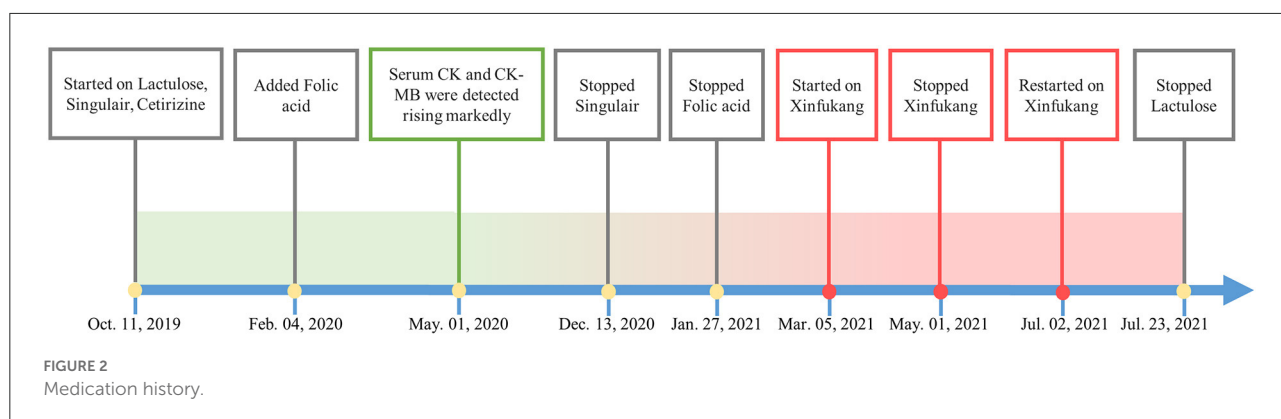 Started on Lactulose,
Singulair, Cetirizine
Added Folic
acid
Serum CK and CK-
MB were detected
rising markedly
Stopped
Singulair
Stopped
Folic acid
Started on
Xinfukang
Stopped
Xinfukang
Restarted on
Xinfukang
Stopped
Lactulose
Oct. 11, 2019
Feb. 04, 2020
May. 01, 2020
Dec. 13, 2020
Jan. 27, 2021
Mar. 05, 2021
May. 01, 2021
Jul. 02, 2021
Jul. 23, 2021
FIGURE 2
Medication history.